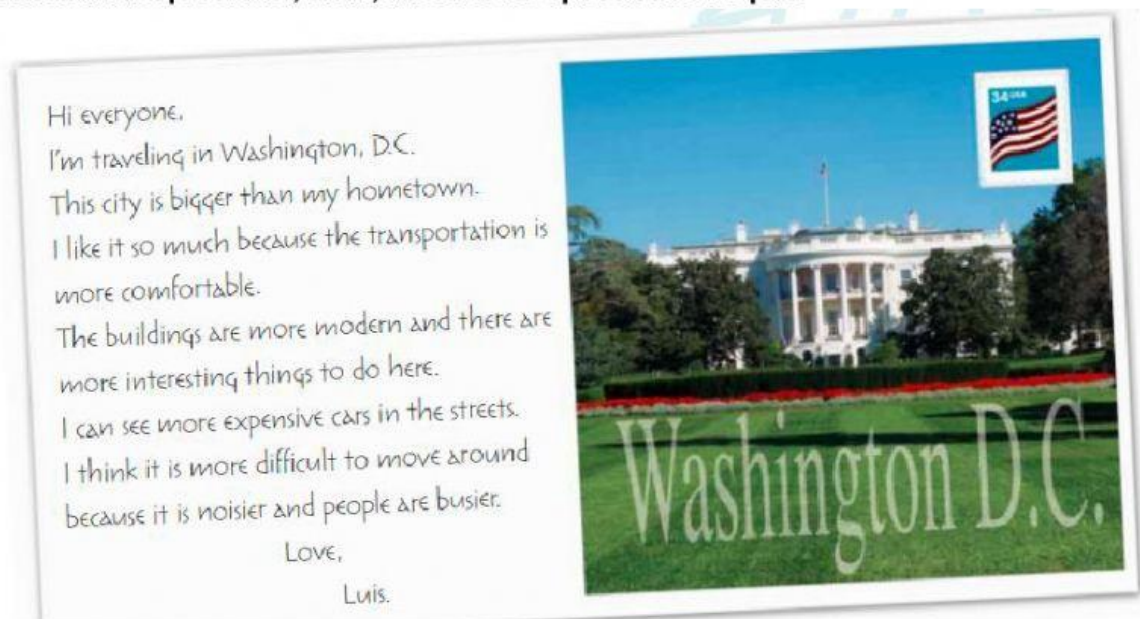 Hi everyone,
I'm traveling in Washington, D.C.
This city is bigger than my hometown.
I like it so much because the transportation is
more comfortable.
The buildings are more modern and there are
more interesting things to do here.
I can see more expensive cars in the streets.
I think it is more difficult to move around
because it is noisier and people are busier.
Love,
Luis.
34 USA
Washington D.C.